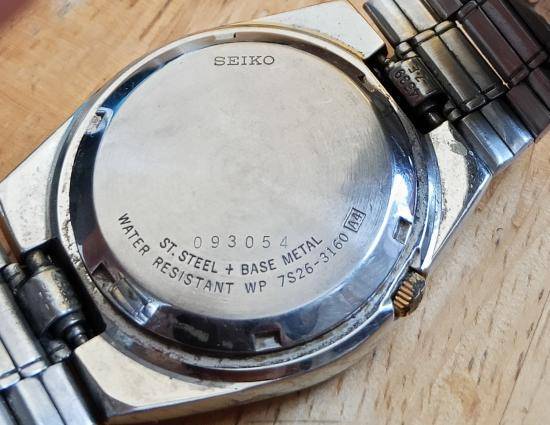 SEIKO
093054
ST.STEEL + BASE METAL
WATER RESISTANT WP 7S26-3160 A4